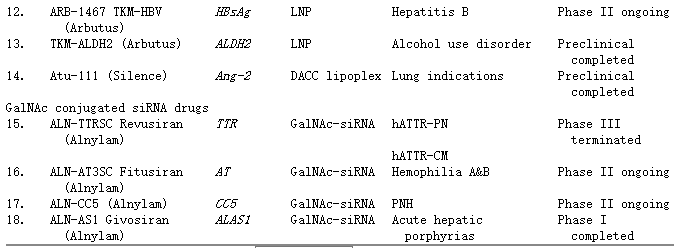 12. ARB-1467 TKM-HBV HBsAg LNP Hepatitis B Phase II ongoing
(Arbutus)
13. TKM-ALDH2 (Arbutus) ALDH2 LNP Alcohol use disorder Preclinical
completed
14. Atu-111 (Silence) Ang-2 DACC lipoplex Lung indications Preclinical
completed
GalNAc conjugated siRNA drugs
15. ALN-TTRSC Revusiran TTR GalNAc-siRNA hATTR-PN Phase III
(Alnylam) terminated
hATTR-CM
16. ALN-AT3SC Fitusiran AT GalNAc-siRNA Hemophilia A&B Phase II ongoing
(Alnylam)
17. ALN-CC5 (Alnylam) CC5 GalNAc-siRNA PNH Phase II ongoing
18. ALN-AS1 Givosiran ALAS1 GalNAc-siRNA Acute hepatic Phase I
(Alnylam) porphyrias completed